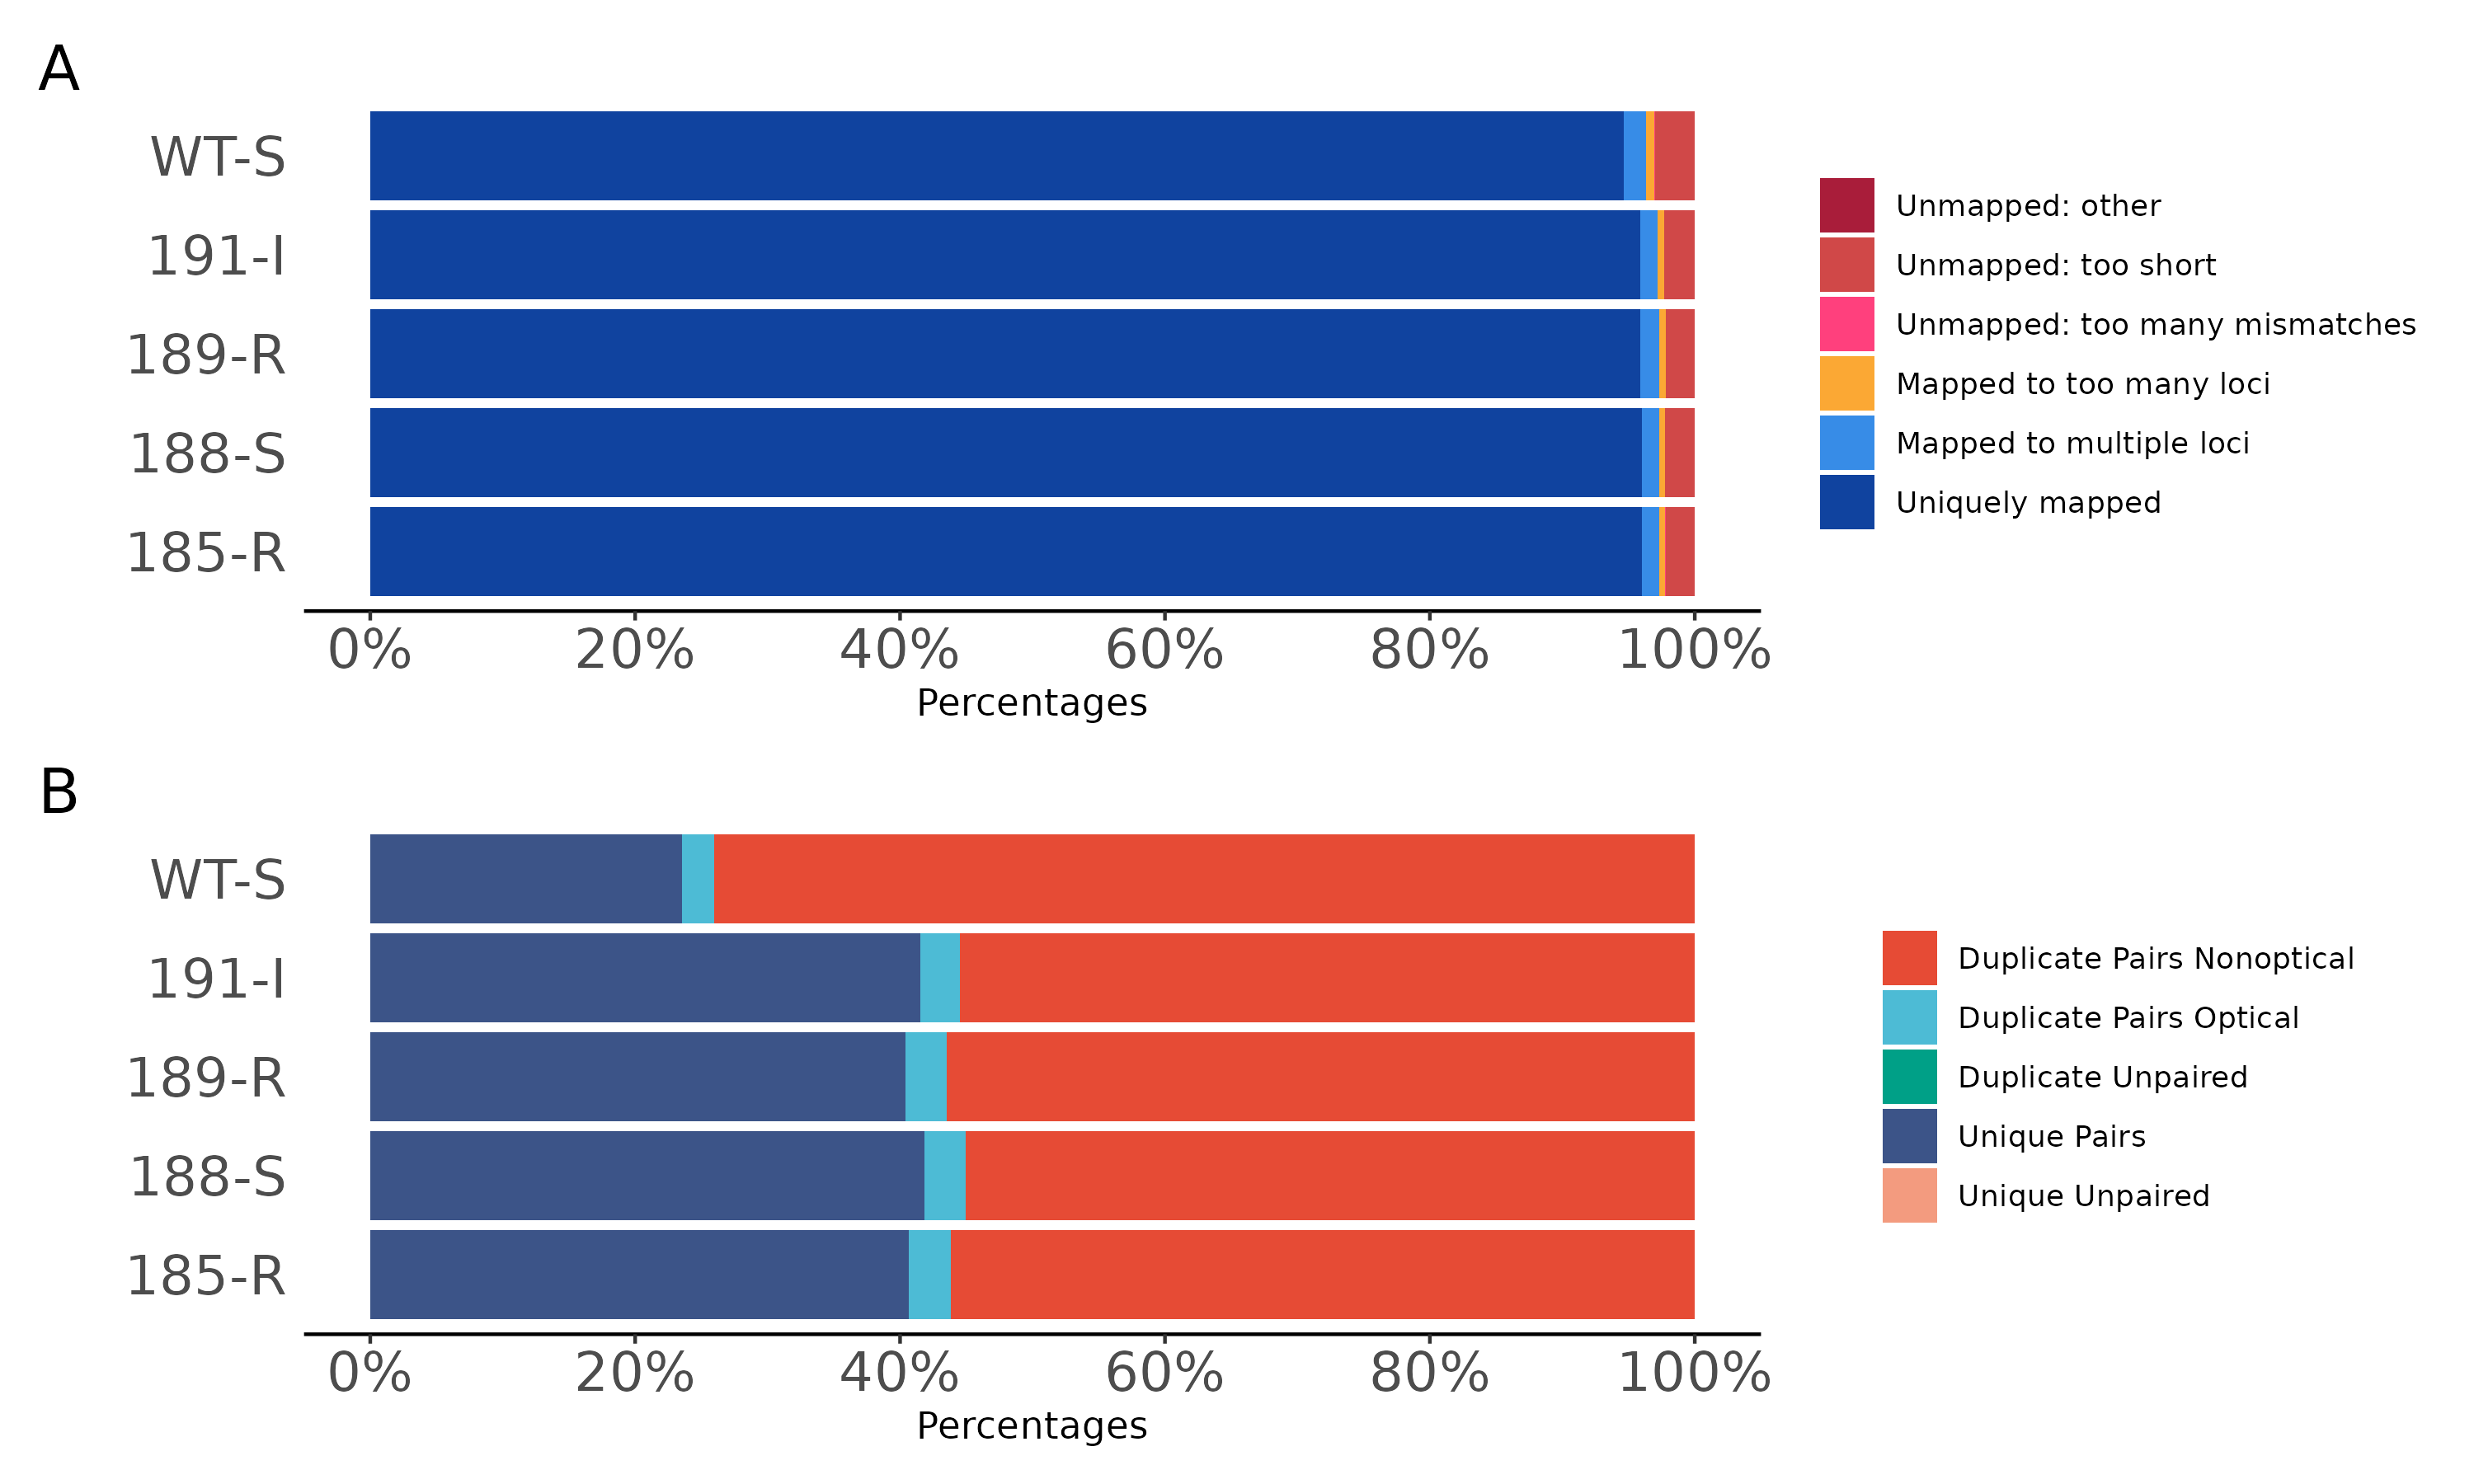 A
WT-S
191-I
189-R
188-S
185-R
0% 20% 40% 60% 80% 100%
Percentages
Unmapped: other
Unmapped: too short
Unmapped: too many mismatches
Mapped to too many loci
Mapped to multiple loci
Uniquely mapped
B
WT-S
191-I
189-R
188-S
185-R
0% 20% 40% 60% 80% 100%
Percentages
Duplicate Pairs Nonoptical
Duplicate Pairs Optical
Duplicate Unpaired
Unique Pairs
Unique Unpaired